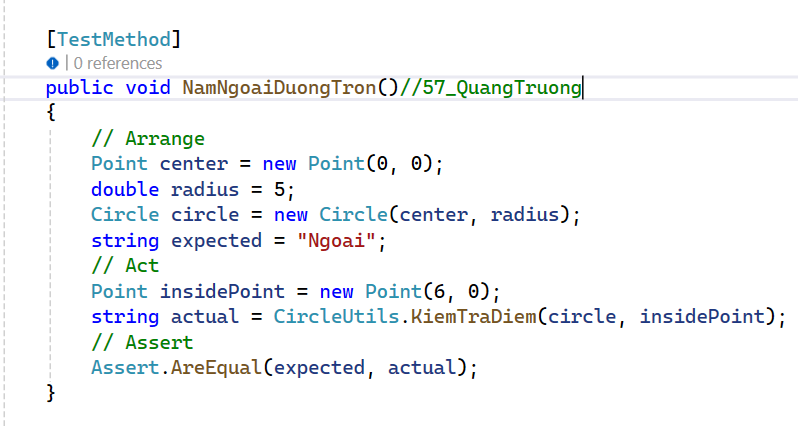 [TestMethod]
| 0 references
public void NamNgoaiDuongTron()//57_QuangTruong
{
// Arrange
Point center = new Point(0, 0);
double radius = 5;
Circle circle = new Circle(center, radius);
string expected = "Ngoai";
// Act
Point insidePoint = new Point(6, 0);
string actual = CircleUtils.KiemTraDiem(circle, insidePoint);
// Assert
Assert.AreEqual(expected, actual);
}